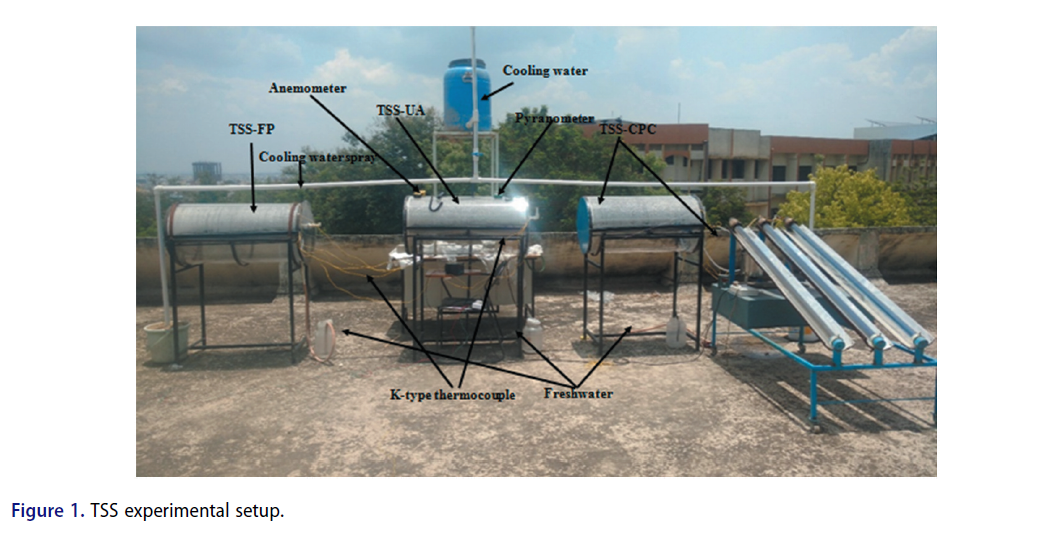 Cooling water
Anemometer
TSS-UA
Pyranometer
TSS-FP
TSS-CPC
Cooling water spray
K-type thermocouple
Freshwater
Figure 1. TSS experimental setup.